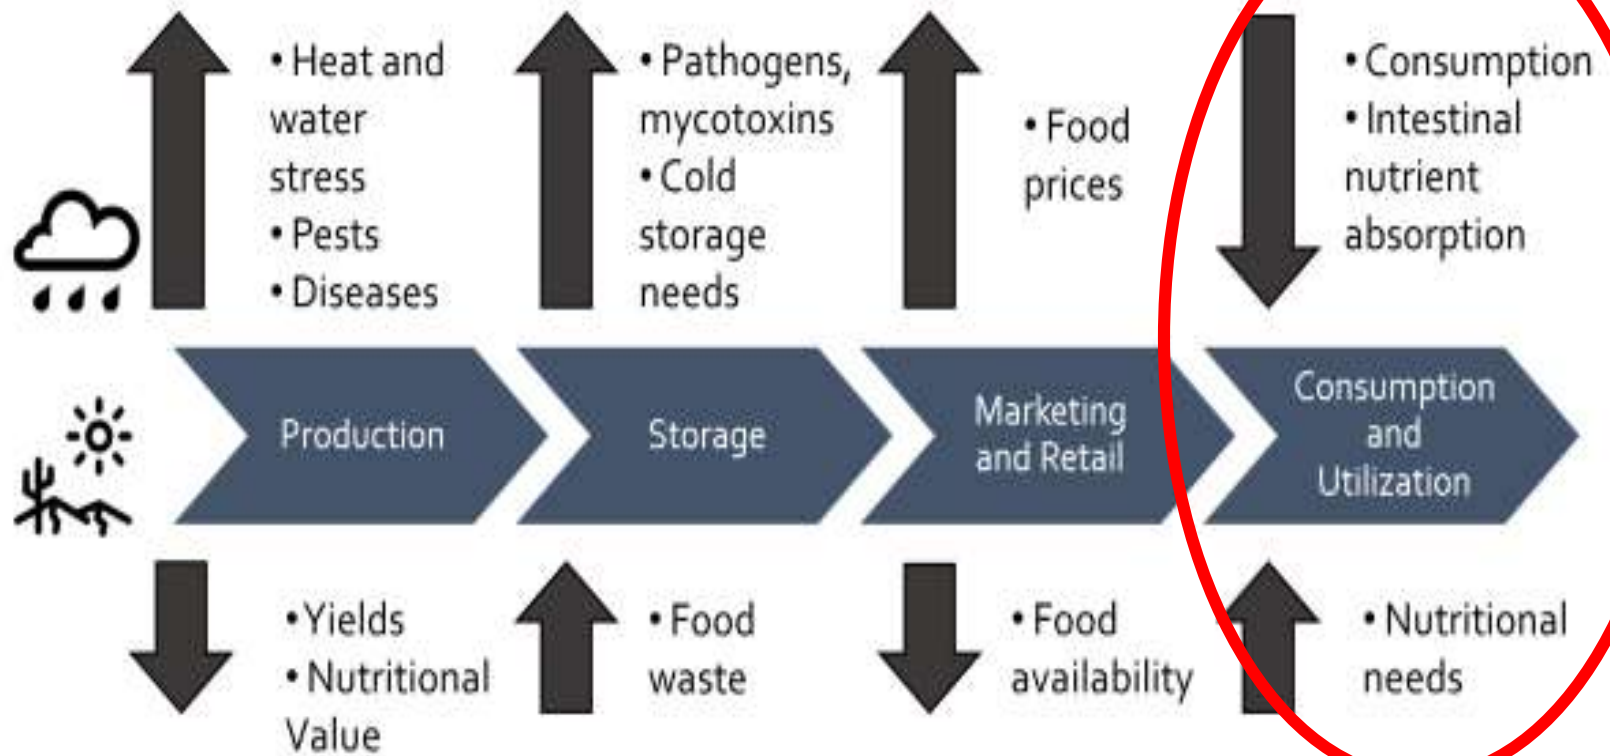 • Heat and
water
stress
• Pests
• Diseases
• Pathogens,
mycotoxins
• Cold
storage
needs
• Food
prices
• Consumption
• Intestinal
nutrient
absorption
Production
Storage
Marketing
and Retail
Consumption
and
Utilization
• Yields
• Nutritional
Value
• Food
waste
• Food
availability
• Nutritional
needs